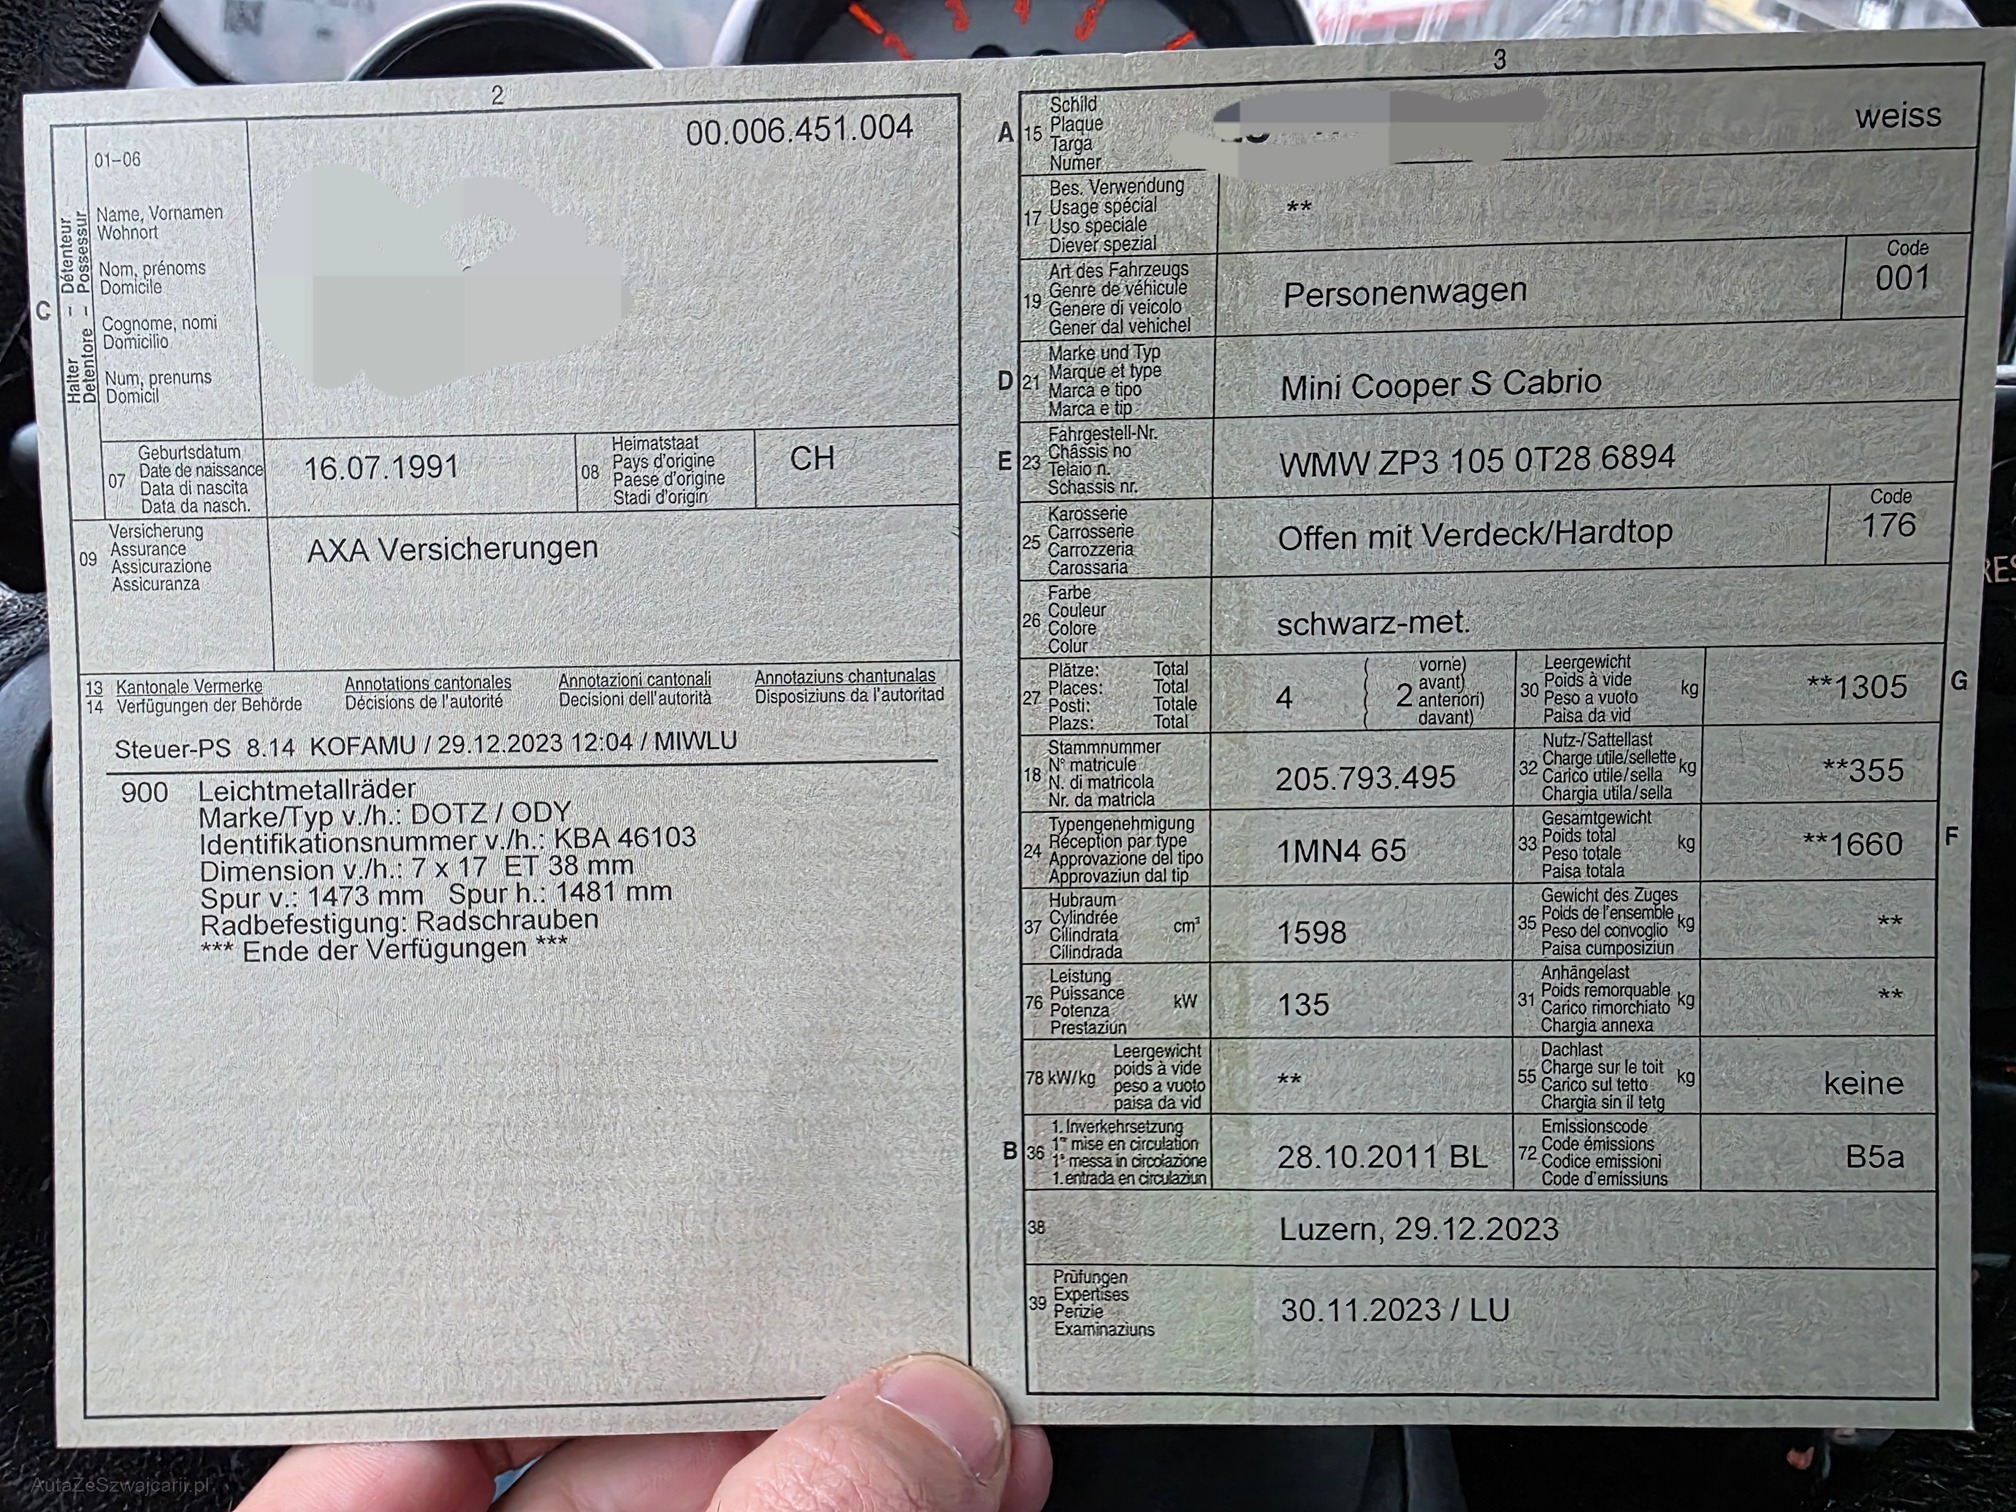 2
00.006.451.004
01–06
Name, Vornamen
Wohnort
Nom, prénoms
Domicile
Cognome, nomi
Domicilio
Num, prenums
Domicil
C
Halter – Détenteur
Detentore – Possessur
07
Geburtsdatum
Date de naissance
Data di nascita
Data da nasch.
16.07.1991
08
Heimatstaat
Pays d'origine
Paese d'origine
Stadi d'origin
CH
09
Versicherung
Assurance
Assicurazione
Assicuranza
AXA Versicherungen
13 Kantonale Vermerke Annotations cantonales Annotazioni cantonali Annotaziuns chantunalas
14 Verfügungen der Behörde Décisions de l'autorité Decisioni dell'autorità Disposiziuns da l'autoritad
Steuer-PS 8.14 KOFAMU / 29.12.2023 12:04 / MIWLU
900 Leichtmetallräder
Marke/Typ v./h.: DOTZ / ODY
Identifikationsnummer v./h.: KBA 46103
Dimension v./h.: 7 x 17 ET 38 mm
Spur v.: 1473 mm Spur h.: 1481 mm
Radbefestigung: Radschrauben
*** Ende der Verfügungen ***
3
A 15
Schild
Plaque
Targa
Numer
weiss
17
Bes. Verwendung
Usage spécial
Uso speciale
Diever spezial
**
19
Art des Fahrzeugs
Genre de véhicule
Genere di veicolo
Gener dal vehichel
Personenwagen
Code
001
D 21
Marke und Typ
Marque et type
Marca e tipo
Marca e tip
Mini Cooper S Cabrio
E 23
Fahrgestell-Nr.
Châssis no
Telaio n.
Schassis nr.
WMW ZP3 105 0T28 6894
25
Karosserie
Carrosserie
Carrozzeria
Carossaria
Offen mit Verdeck/Hardtop
Code
176
26
Farbe
Couleur
Colore
Colur
schwarz-met.
27
Plätze: Total
Places: Total
Posti: Totale
Plazs: Total
4
2
vorne)
avant)
anteriori)
davant)
30
Leergewicht
Poids à vide
Peso a vuoto
Paisa da vid
kg
**1305
G
18
Stammnummer
N° matricule
N. di matricola
Nr. da matricla
205.793.495
32
Nutz-/Sattellast
Charge utile/sellette
Carico utile/sella
Chargia utila/sella
kg
**355
24
Typengenehmigung
Réception par type
Approvazione del tipo
Approvaziun dal tip
1MN4 65
33
Gesamtgewicht
Poids total
Peso totale
Paisa totala
kg
**1660
F
37
Hubraum
Cylindrée
Cilindrata
Cilindrada
cm³
1598
35
Gewicht des Zuges
Poids de l'ensemble
Peso del convoglio
Paisa cumposiziun
kg
**
76
Leistung
Puissance
Potenza
Prestaziun
kW
135
31
Anhängelast
Poids remorquable
Carico rimorchiato
Chargia annexa
kg
**
78 kW/kg
Leergewicht
poids à vide
peso a vuoto
paisa da vid
**
55
Dachlast
Charge sur le toit
Carico sul tetto
Chargia sin il tetg
kg
keine
B 36
1. Inverkehrsetzung
1re mise en circulation
1a messa in circolazione
1. entrada en circulaziun
28.10.2011 BL
72
Emissionscode
Code émissions
Codice emissioni
Code d'emissiuns
B5a
38
Luzern, 29.12.2023
39
Prüfungen
Expertises
Perizie
Examinaziuns
30.11.2023 / LU
RES
AutaZeSzwajcarii.pl